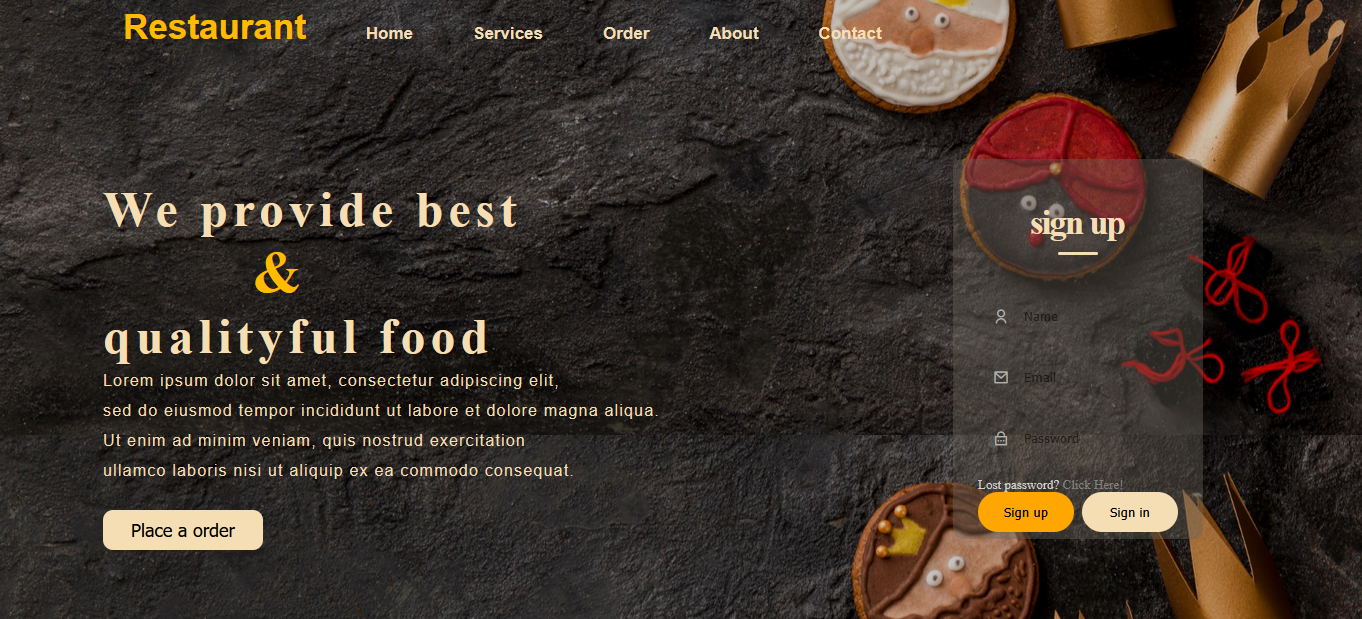 Restaurant
Home Services Order About Contact
We provide best
&
qualityful food
Lorem ipsum dolor sit amet, consectetur adipiscing elit,
sed do eiusmod tempor incididunt ut labore et dolore magna aliqua.
Ut enim ad minim veniam, quis nostrud exercitation
ullamco laboris nisi ut aliquip ex ea commodo consequat.
Place a order
sign up
Name
Email
Password
Lost password? Click Here!
Sign up Sign in